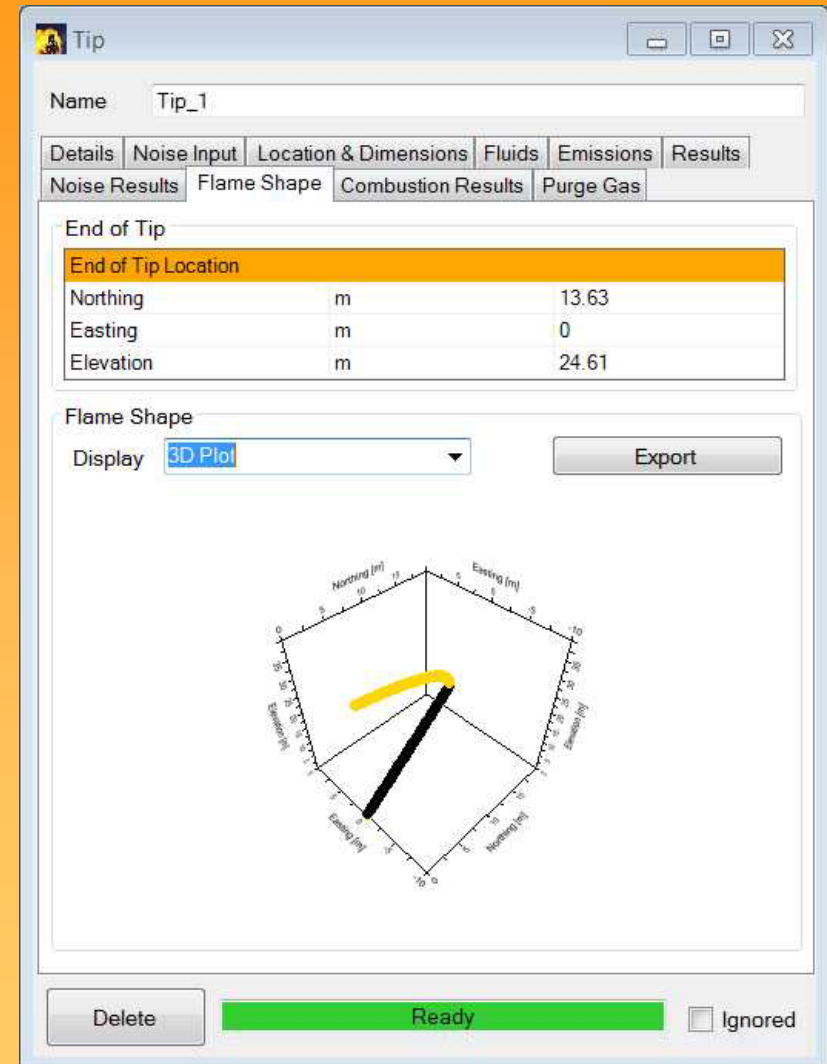 Tip
Name Tip_1
Details Noise Input Location & Dimensions Fluids Emissions Results
Noise Results Flame Shape Combustion Results Purge Gas
End of Tip
End of Tip Location
Northing m 13.63
Easting m 0
Elevation m 24.61
Flame Shape
Display 3D Plot Export
Northing [m] Easting [m]
Elevation [m] Elevation [m]
Easting [m] Northing [m]
Delete Ready Ignored